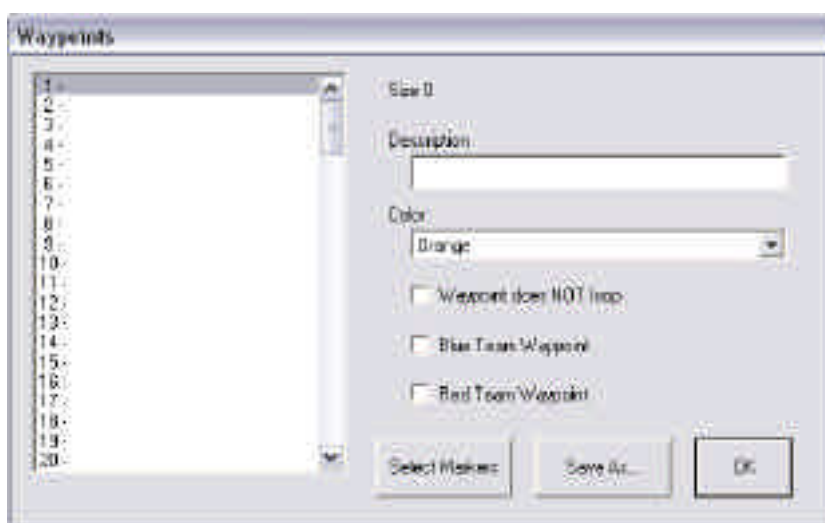 Waypoints
1 -
2 -
3 -
4 -
5 -
6 -
7 -
8 -
9 -
10 -
11 -
12 -
13 -
14 -
15 -
16 -
17 -
18 -
19 -
20 -
Size 0
Description
Color
Orange
Waypoint does NOT loop
Blue Team Waypoint
Red Team Waypoint
Select Markers
Save As...
OK